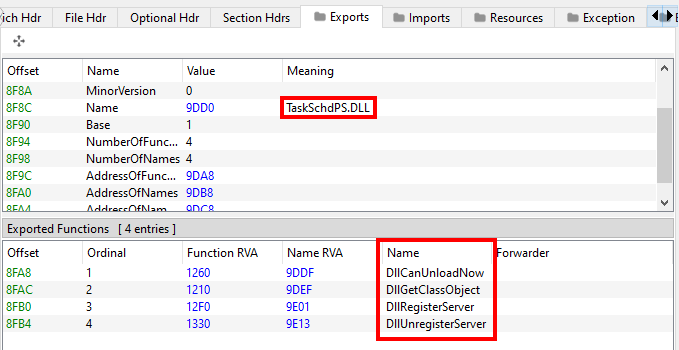 ich Hdr File Hdr Optional Hdr Section Hdrs Exports Imports Resources Exception
Offset Name Value Meaning
8F8A MinorVersion 0
8F8C Name 9DD0 TaskSchdPS.DLL
8F90 Base 1
8F94 NumberOfFunc... 4
8F98 NumberOfNames 4
8F9C AddressOfFunc... 9DA8
8FA0 AddressOfNames 9DB8
8FA4 AddressOfNam... 9DC8
Exported Functions [ 4 entries ]
Offset Ordinal Function RVA Name RVA Name Forwarder
8FA8 1 1260 9DDF DllCanUnloadNow
8FAC 2 1210 9DEF DllGetClassObject
8FB0 3 12F0 9E01 DllRegisterServer
8FB4 4 1330 9E13 DllUnregisterServer